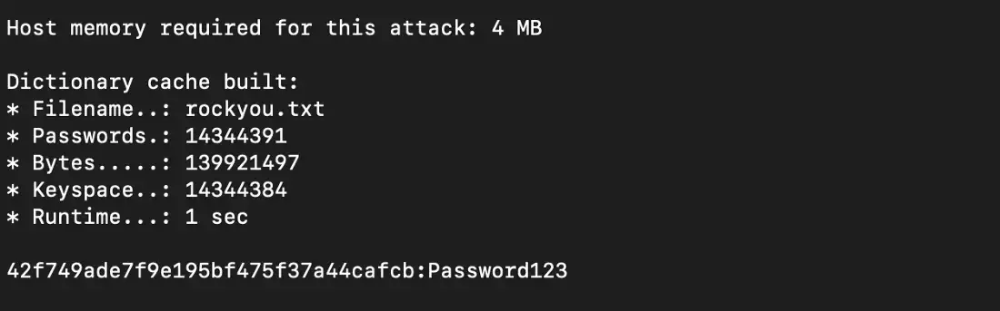 Host memory required for this attack: 4 MB
Dictionary cache built:
* Filename..: rockyou.txt
* Passwords.: 14344391
* Bytes.....: 139921497
* Keyspace..: 14344384
* Runtime...: 1 sec
42f749ade7f9e195bf475f37a44cafcb:Password123